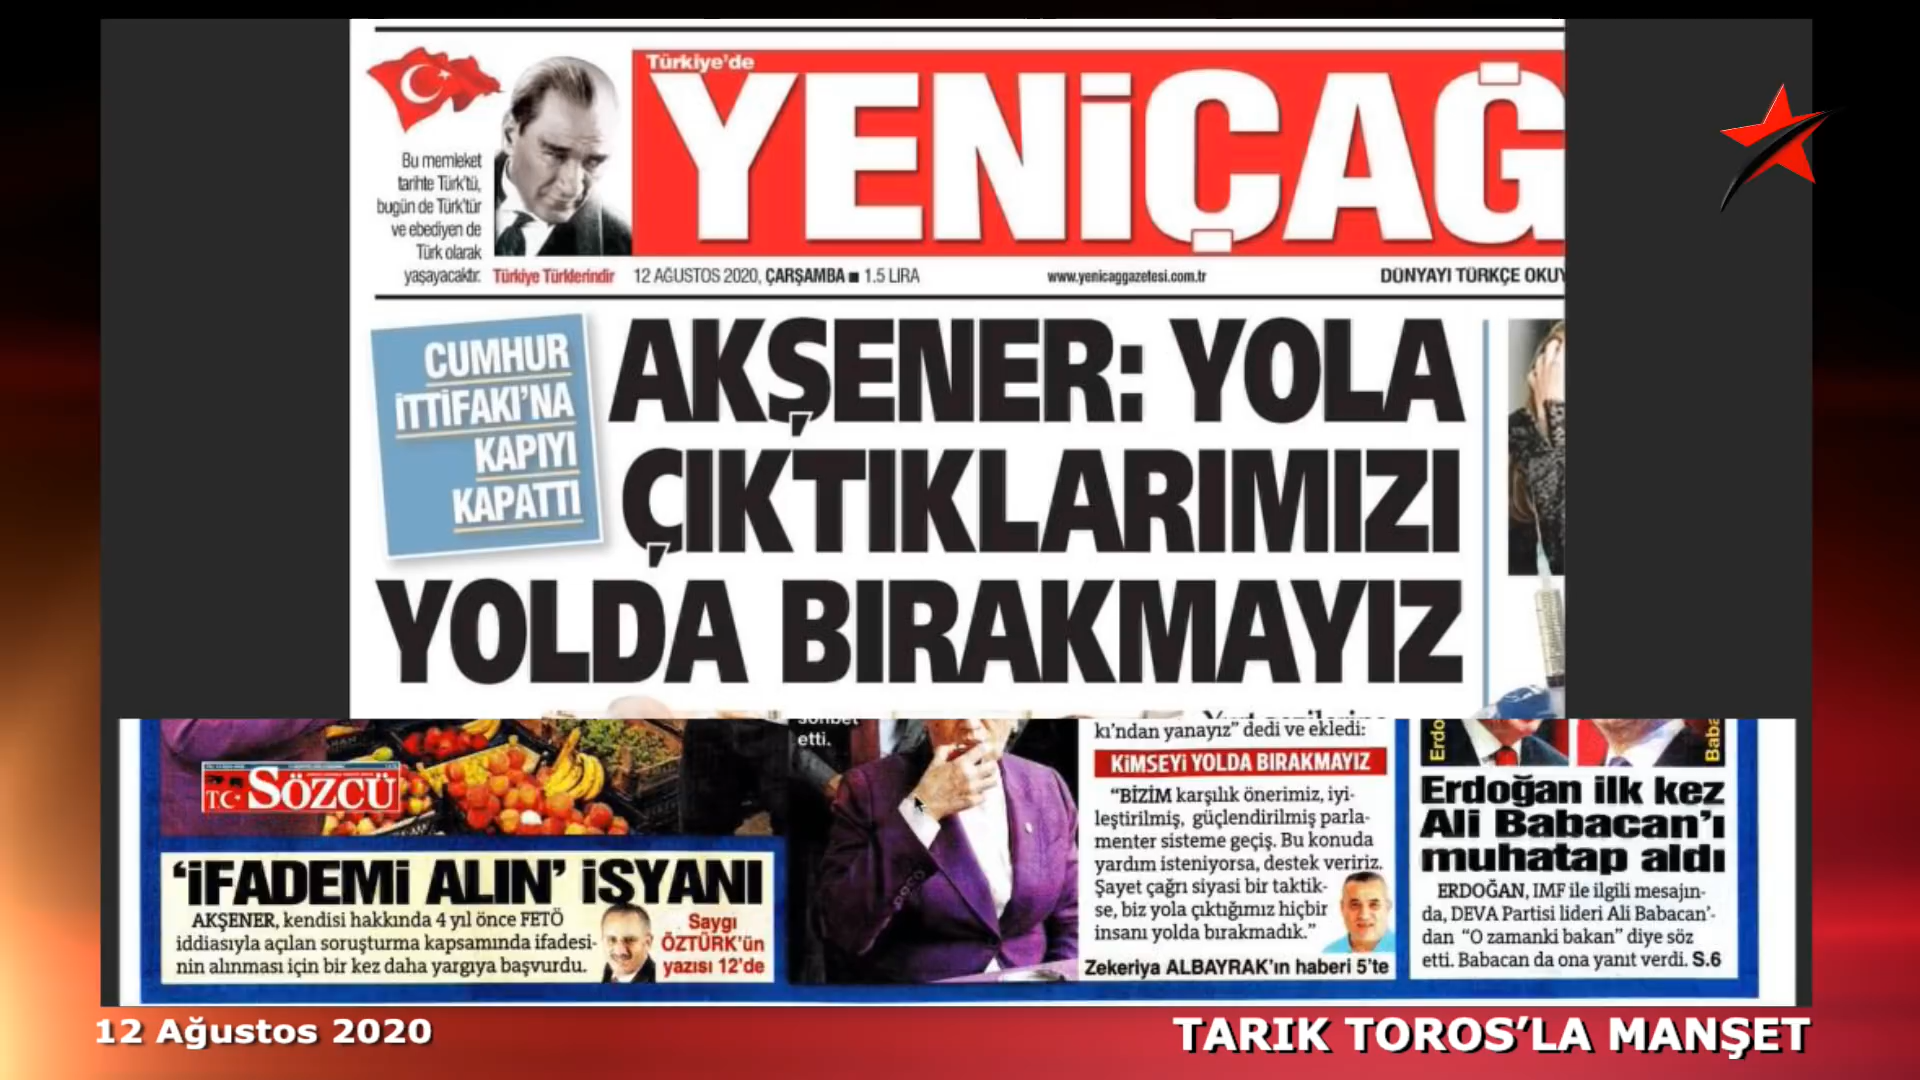 Türkiye'de
YENİÇAĞ
Bu memleket
tarihte Türk'tü,
bugün de Türk'tür
ve ebediyen de
Türk olarak
yaşayacaktır.
Türkiye Türklerindir
12 AĞUSTOS 2020, ÇARŞAMBA ■ 1.5 LIRA
www.yenicaggazetesi.com.tr
DÜNYAYI TÜRKÇE OKUY
CUMHUR
İTTİFAKI'NA
KAPIYI
KAPATTI
AKŞENER: YOLA
ÇIKTIKLARIMIZI
YOLDA BIRAKMAYIZ
T.C. SÖZCÜ
'İFADEMİ ALIN' İSYANI
AKŞENER, kendisi hakkında 4 yıl önce FETÖ
iddiasıyla açılan soruşturma kapsamında ifadesi-
nin alınması için bir kez daha yargıya başvurdu.
Saygı
ÖZTÜRK'ün
yazısı 12'de
sohbet
etti.
kı'ndan yanayız” dedi ve ekledi:
KİMSEYİ YOLDA BIRAKMAYIZ
“BİZİM karşılık önerimiz, iyi-
leştirilmiş, güçlendirilmiş parla-
menter sisteme geçiş. Bu konuda
yardım isteniyorsa, destek veririz.
Şayet çağrı siyasi bir taktik-
se, biz yola çıktığımız hiçbir
insanı yolda bırakmadık.”
Zekeriya ALBAYRAK'ın haberi 5'te
Erdo
Baba
Erdoğan ilk kez
Ali Babacan'ı
muhatap aldı
ERDOĞAN, IMF ile ilgili mesajın-
da, DEVA Partisi lideri Ali Babacan'-
dan “O zamanki bakan” diye söz
etti. Babacan da ona yanıt verdi. S.6
12 Ağustos 2020
TARIK TOROS'LA MANŞET